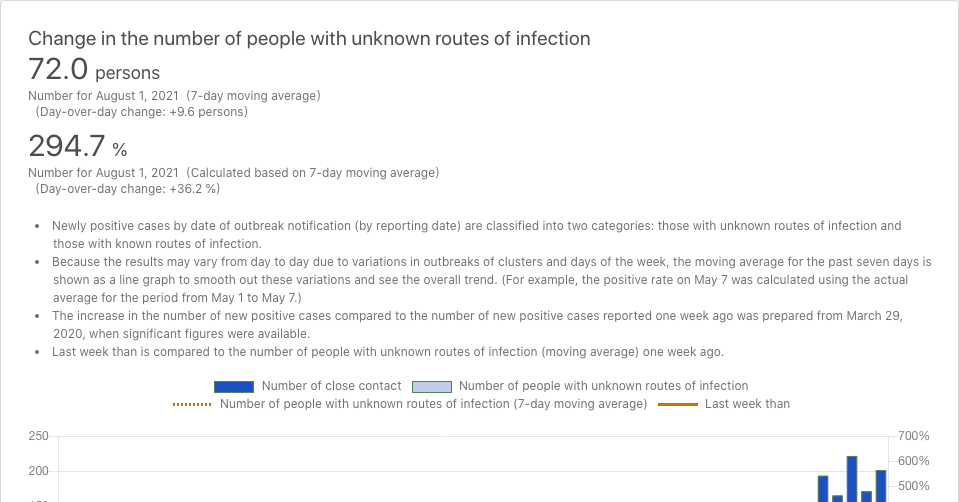 Change in the number of people with unknown routes of infection
72.0 persons
Number for August 1, 2021 (7-day moving average)
(Day-over-day change: +9.6 persons)
294.7 %
Number for August 1, 2021 (Calculated based on 7-day moving average)
(Day-over-day change: +36.2 %)
• Newly positive cases by date of outbreak notification (by reporting date) are classified into two categories: those with unknown routes of infection and
those with known routes of infection.
• Because the results may vary from day to day due to variations in outbreaks of clusters and days of the week, the moving average for the past seven days is
shown as a line graph to smooth out these variations and see the overall trend. (For example, the positive rate on May 7 was calculated using the actual
average for the period from May 1 to May 7.)
• The increase in the number of new positive cases compared to the number of new positive cases reported one week ago was prepared from March 29,
2020, when significant figures were available.
• Last week than is compared to the number of people with unknown routes of infection (moving average) one week ago.
Number of close contact Number of people with unknown routes of infection
Number of people with unknown routes of infection (7-day moving average) Last week than
250 700%
600%
200
500%